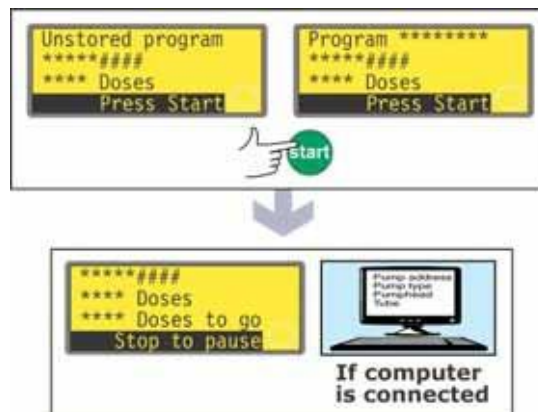 Unstored program
*****####
**** Doses
Press Start
Program ********
*****####
**** Doses
Press Start
start
*****####
**** Doses
**** Doses to go
Stop to pause
Pump address
Pump type
Pumphead
Tube
If computer
is connected